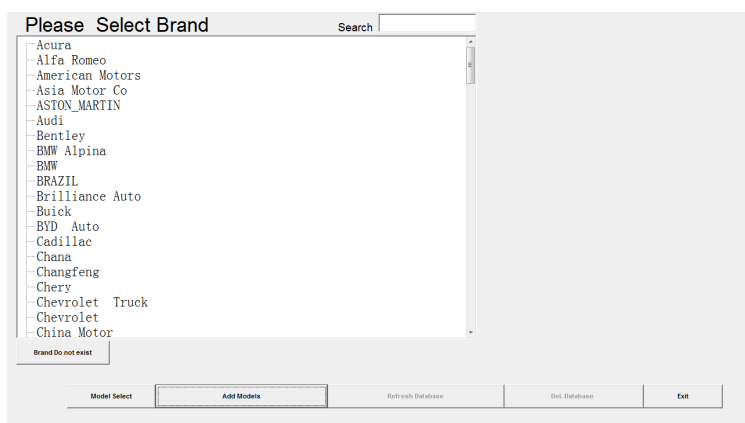 Please Select Brand Search
Acura
Alfa Romeo
American Motors
Asia Motor Co
ASTON_MARTIN
Audi
Bentley
BMW Alpina
BMW
BRAZIL
Brilliance Auto
Buick
BYD Auto
Cadillac
Chana
Changfeng
Chery
Chevrolet Truck
Chevrolet
China Motor
Brand Do not exist
Model Select Add Models Refresh Database Del. Database Exit